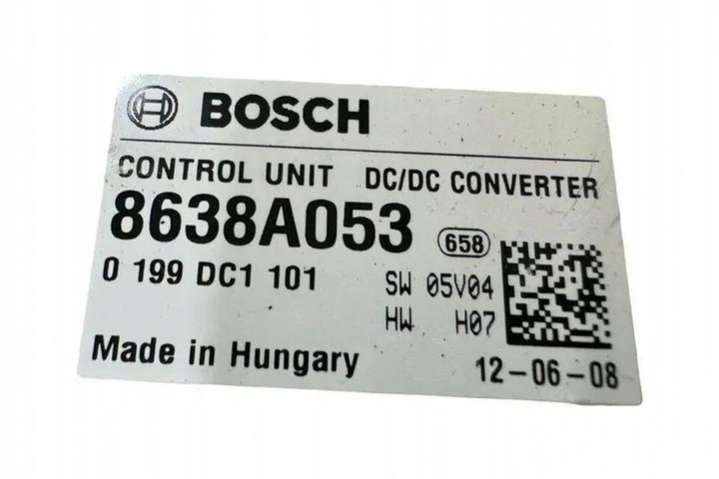 BOSCH
CONTROL UNIT DC/DC CONVERTER
8638A053 658
0 199 DC1 101 SW 05V04
HW H07
Made in Hungary 12-06-08